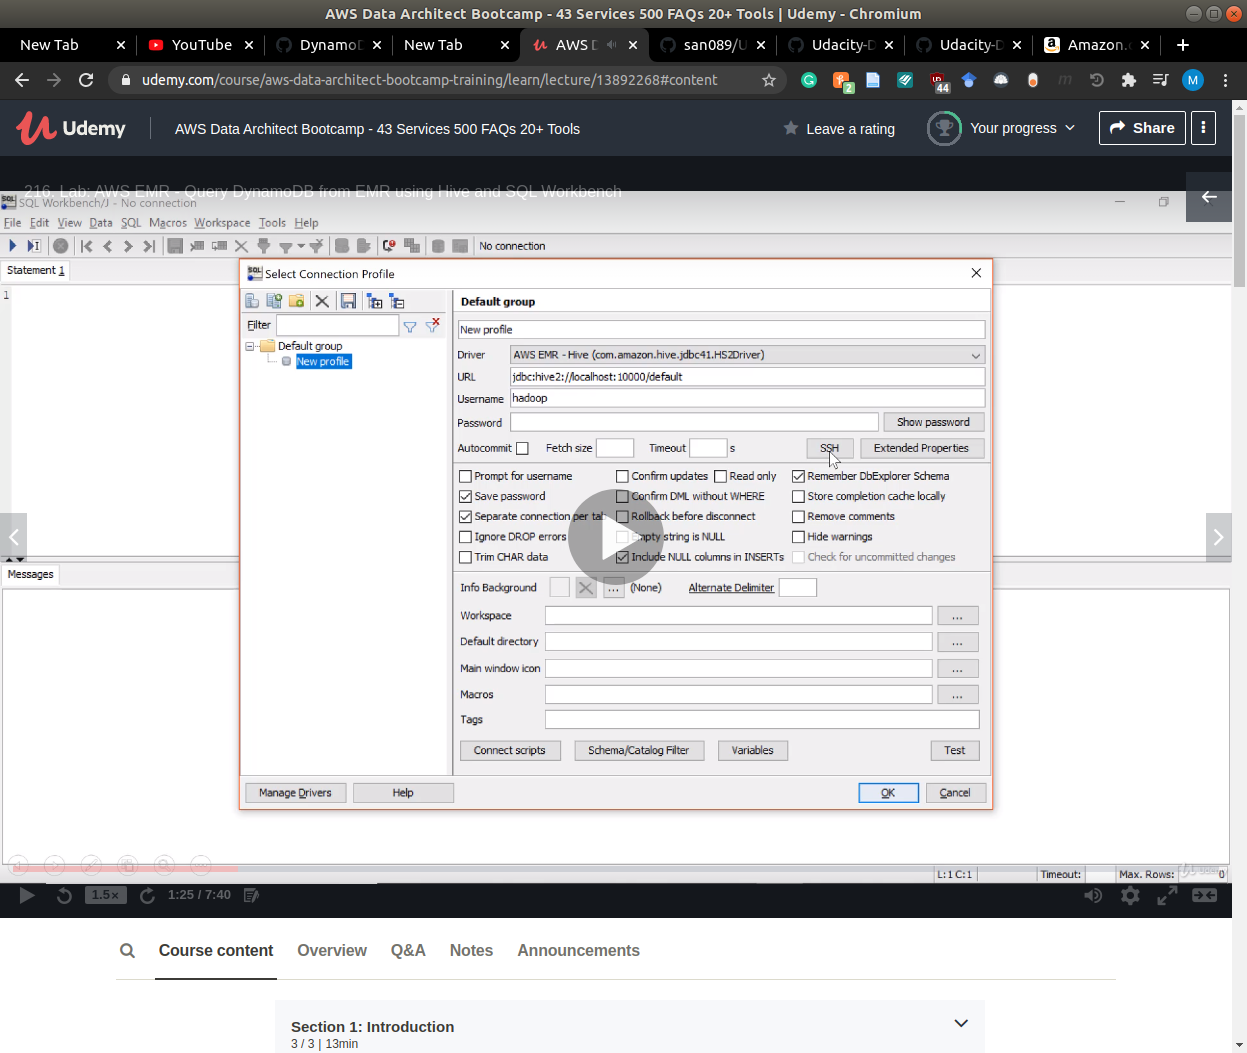 AWS Data Architect Bootcamp - 43 Services 500 FAQs 20+ Tools | Udemy - Chromium
New Tab
YouTube
Dynamo
New Tab
AWS D
san089/U
Udacity-D
Udacity-D
Amazon.
udemy.com/course/aws-data-architect-bootcamp-training/learn/lecture/13892268#content
2
44
M
Udemy
AWS Data Architect Bootcamp - 43 Services 500 FAQs 20+ Tools
Leave a rating
Your progress
Share
216. Lab: AWS EMR - Query DynamoDB from EMR using Hive and SQL Workbench
SQL Workbench/J - No connection
File Edit View Data SQL Macros Workspace Tools Help
No connection
Statement 1
1
Select Connection Profile
Filter
Default group
New profile
Default group
New profile
Driver AWS EMR - Hive (com.amazon.hive.jdbc41.HS2Driver)
URL jdbc:hive2://localhost:10000/default
Username hadoop
Password Show password
Autocommit Fetch size Timeout s SSH Extended Properties
Prompt for username Confirm updates Read only Remember DbExplorer Schema
Save password Confirm DML without WHERE Store completion cache locally
Separate connection per tab Rollback before disconnect Remove comments
Ignore DROP errors Empty string is NULL Hide warnings
Trim CHAR data Include NULL columns in INSERTs Check for uncommitted changes
Info Background ... (None) Alternate Delimiter
Workspace ...
Default directory ...
Main window icon ...
Macros ...
Tags
Connect scripts Schema/Catalog Filter Variables Test
Manage Drivers Help OK Cancel
Messages
L:1 C:1 Timeout: Max. Rows: 0
Udemy
1.5× 1:25 / 7:40
Course content Overview Q&A Notes Announcements
Section 1: Introduction
3 / 3 | 13min